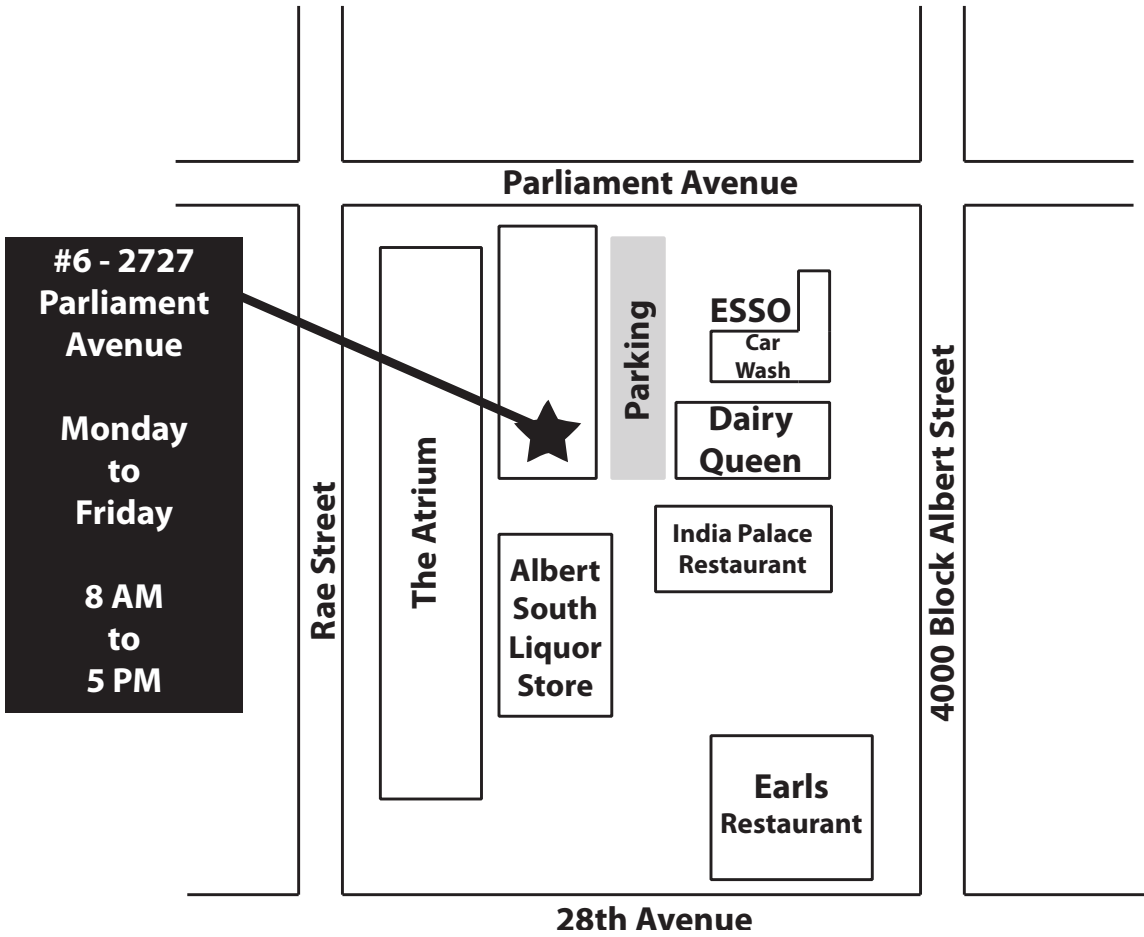 Parliament Avenue
#6 - 2727
Parliament
Avenue
Monday
to
Friday
8 AM
to
5 PM
Rae Street
The Atrium
Parking
ESSO
Car
Wash
Dairy
Queen
India Palace
Restaurant
Albert
South
Liquor
Store
Earls
Restaurant
4000 Block Albert Street
28th Avenue